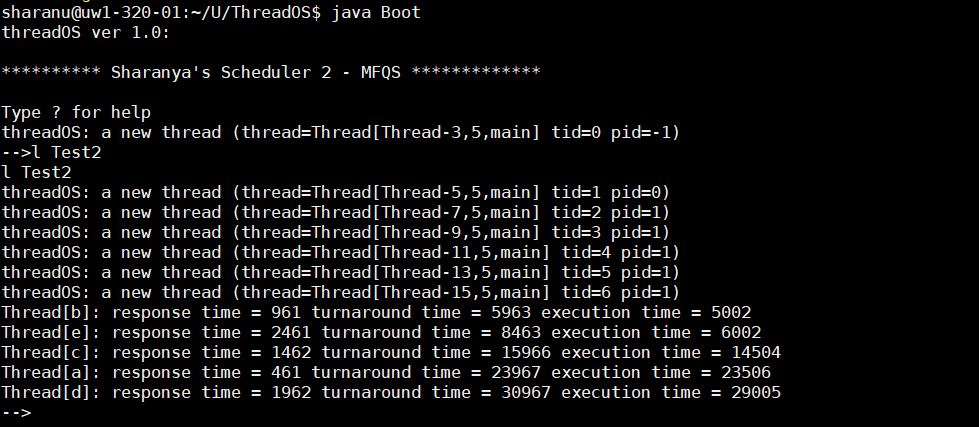 sharanu@uw1-320-01:~/U/ThreadOS$ java Boot
threadOS ver 1.0:
********** Sharanya's Scheduler 2 - MFQS *************
Type ? for help
threadOS: a new thread (thread=Thread[Thread-3,5,main] tid=0 pid=-1)
-->l Test2
l Test2
threadOS: a new thread (thread=Thread[Thread-5,5,main] tid=1 pid=0)
threadOS: a new thread (thread=Thread[Thread-7,5,main] tid=2 pid=1)
threadOS: a new thread (thread=Thread[Thread-9,5,main] tid=3 pid=1)
threadOS: a new thread (thread=Thread[Thread-11,5,main] tid=4 pid=1)
threadOS: a new thread (thread=Thread[Thread-13,5,main] tid=5 pid=1)
threadOS: a new thread (thread=Thread[Thread-15,5,main] tid=6 pid=1)
Thread[b]: response time = 961 turnaround time = 5963 execution time = 5002
Thread[e]: response time = 2461 turnaround time = 8463 execution time = 6002
Thread[c]: response time = 1462 turnaround time = 15966 execution time = 14504
Thread[a]: response time = 461 turnaround time = 23967 execution time = 23506
Thread[d]: response time = 1962 turnaround time = 30967 execution time = 29005
-->